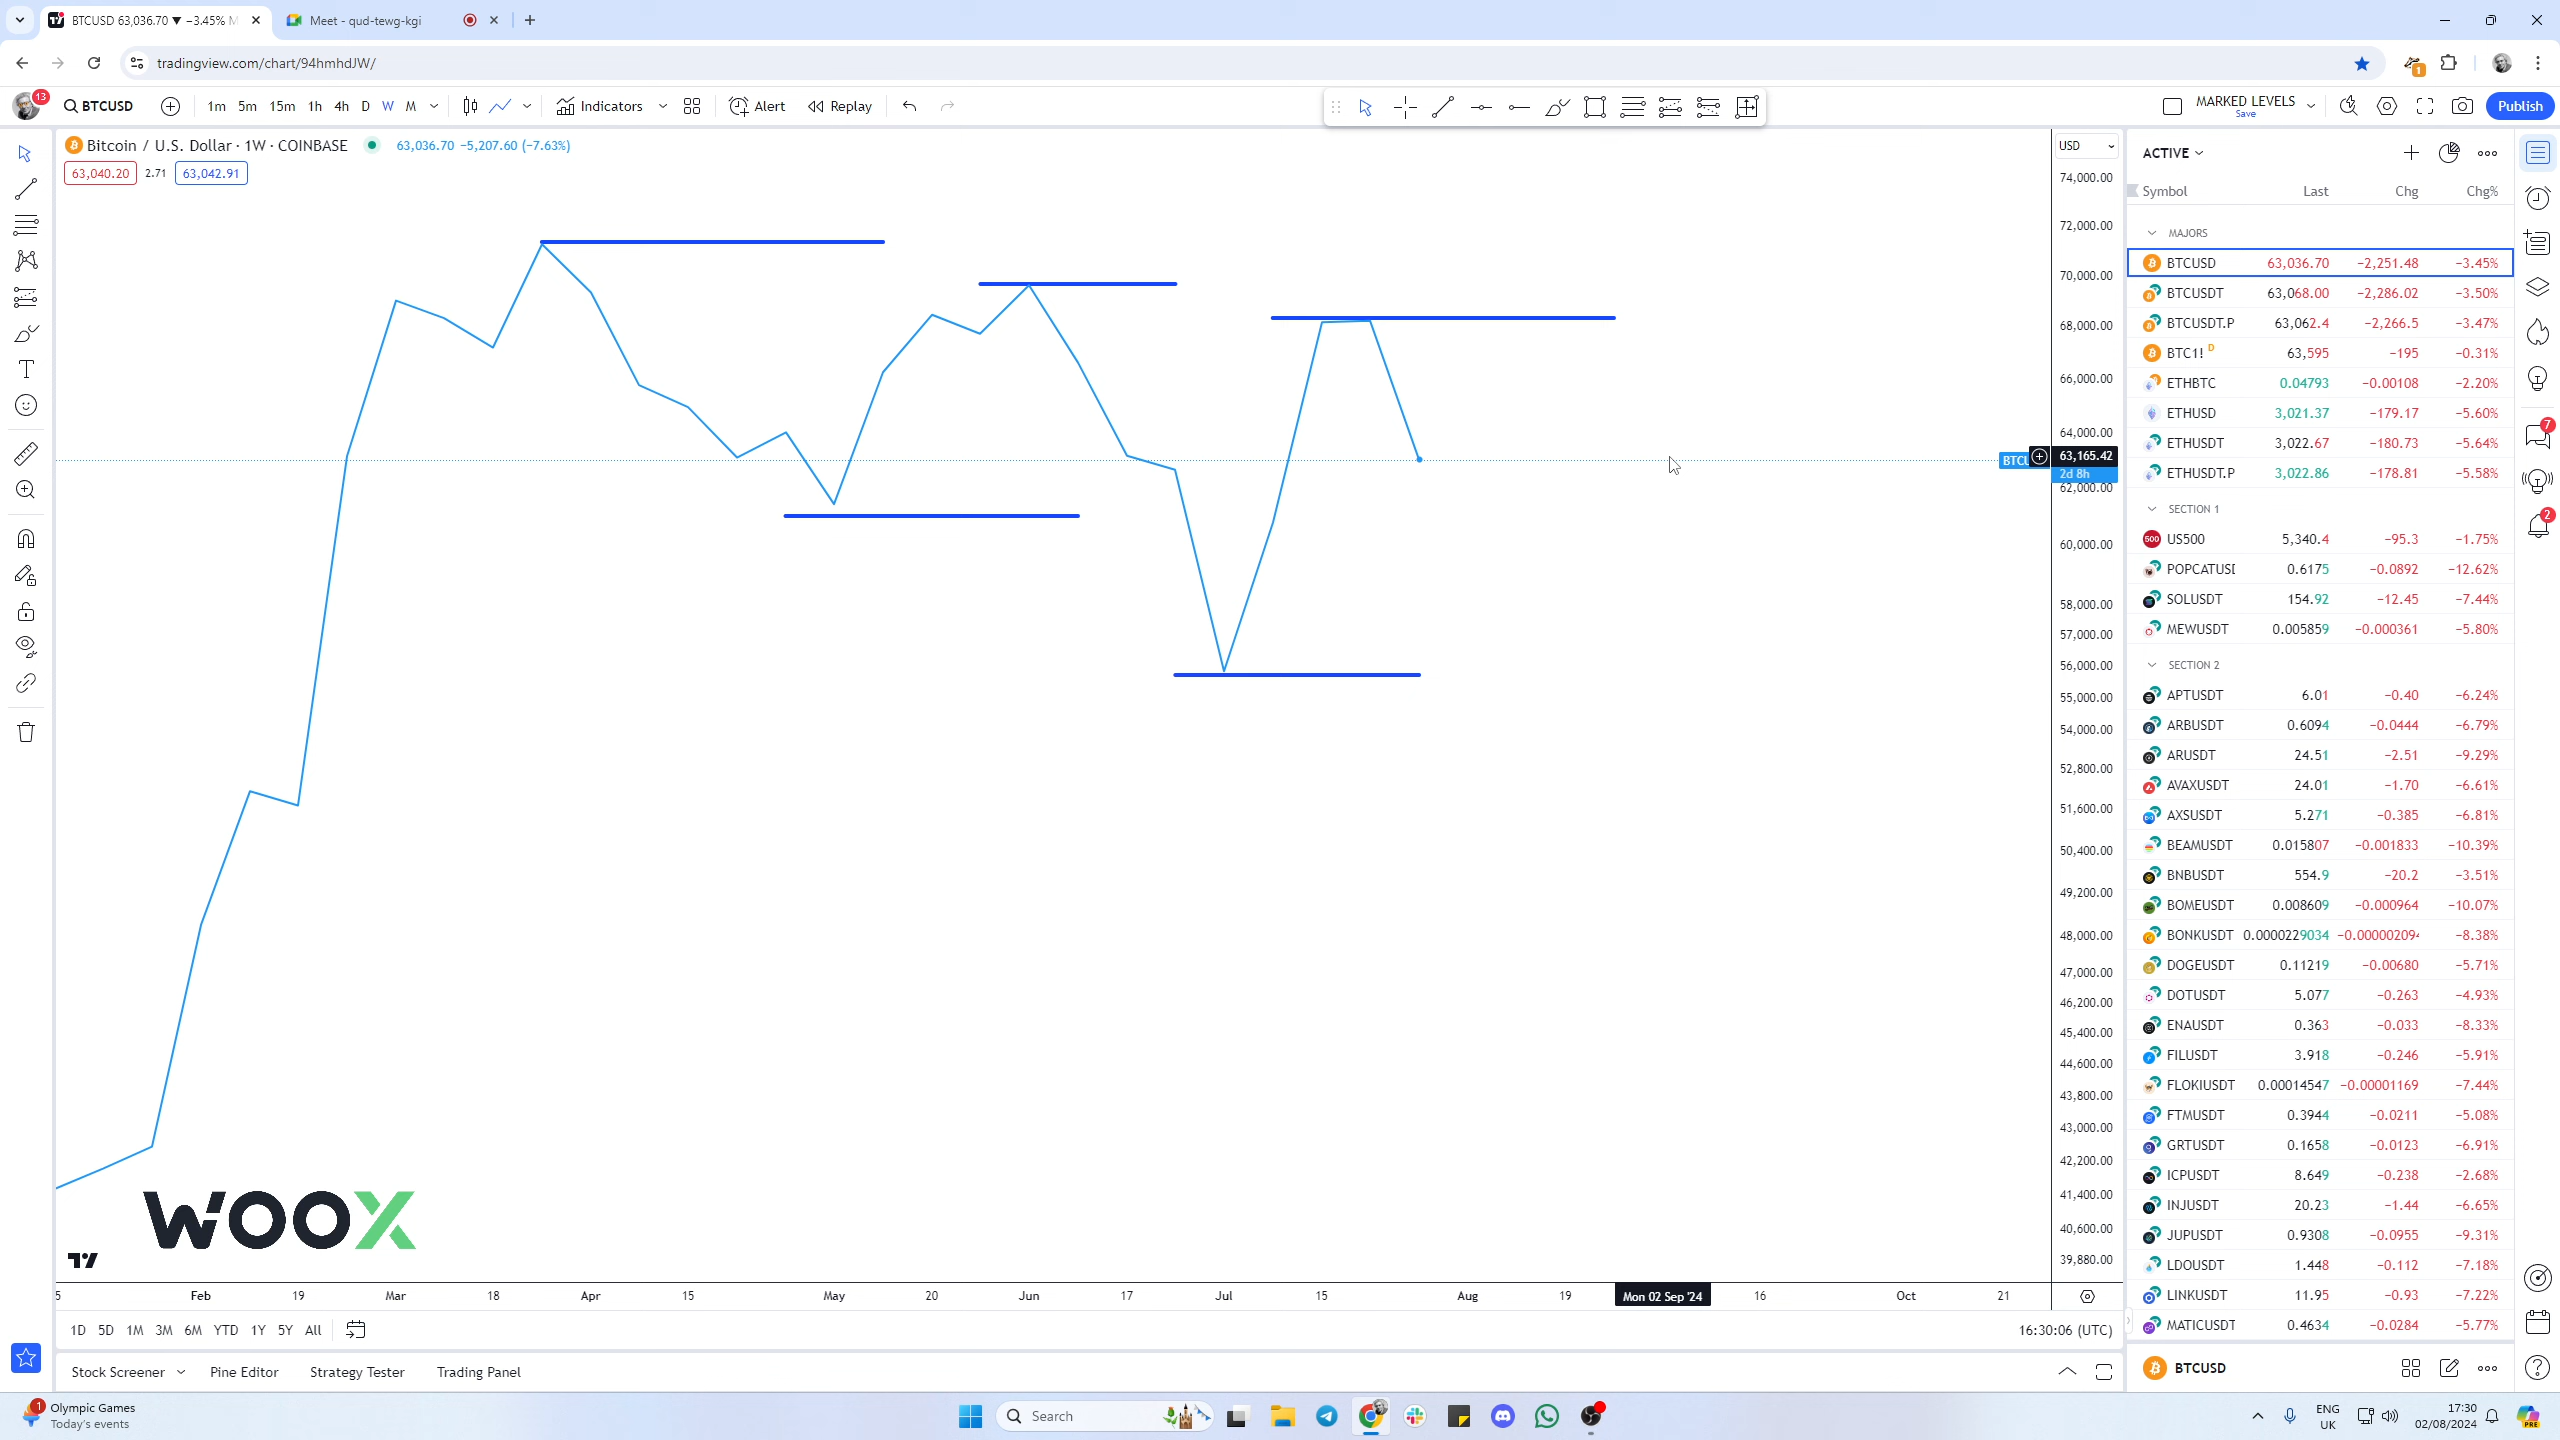 BTCUSD 63,036.70 ▼ −3.45% M
Meet - qud-tewg-kgi
tradingview.com/chart/94hmhdJW/
1
13
BTCUSD
1m 5m 15m 1h 4h D W M
Indicators
Alert
Replay
MARKED LEVELS
Save
Publish
Bitcoin / U.S. Dollar · 1W · COINBASE
63,036.70 −5,207.60 (−7.63%)
63,040.20 2.71 63,042.91
USD
74,000.00
72,000.00
70,000.00
68,000.00
66,000.00
64,000.00
BTCU
63,165.42
2d 8h
62,000.00
60,000.00
58,000.00
57,000.00
56,000.00
55,000.00
54,000.00
52,800.00
51,600.00
50,400.00
49,200.00
48,000.00
47,000.00
46,200.00
45,400.00
44,600.00
43,800.00
43,000.00
42,200.00
41,400.00
40,600.00
39,880.00
WOOX
5 Feb 19 Mar 18 Apr 15 May 20 Jun 17 Jul 15 Aug 19 Mon 02 Sep '24 16 Oct 21
1D 5D 1M 3M 6M YTD 1Y 5Y All
16:30:06 (UTC)
Stock Screener Pine Editor Strategy Tester Trading Panel
ACTIVE
Symbol Last Chg Chg%
MAJORS
BTCUSD 63,036.70 −2,251.48 −3.45%
BTCUSDT 63,068.00 −2,286.02 −3.50%
BTCUSDT.P 63,062.4 −2,266.5 −3.47%
BTC1! D 63,595 −195 −0.31%
ETHBTC 0.04793 −0.00108 −2.20%
ETHUSD 3,021.37 −179.17 −5.60%
ETHUSDT 3,022.67 −180.73 −5.64%
ETHUSDT.P 3,022.86 −178.81 −5.58%
SECTION 1
500 US500 5,340.4 −95.3 −1.75%
POPCATUSD 0.6175 −0.0892 −12.62%
SOLUSDT 154.92 −12.45 −7.44%
MEWUSDT 0.005859 −0.000361 −5.80%
SECTION 2
APTUSDT 6.01 −0.40 −6.24%
ARBUSDT 0.6094 −0.0444 −6.79%
ARUSDT 24.51 −2.51 −9.29%
AVAXUSDT 24.01 −1.70 −6.61%
AXSUSDT 5.271 −0.385 −6.81%
BEAMUSDT 0.015807 −0.001833 −10.39%
BNBUSDT 554.9 −20.2 −3.51%
BOMEUSDT 0.008609 −0.000964 −10.07%
BONKUSDT 0.0000229034 −0.000002094 −8.38%
DOGEUSDT 0.11219 −0.00680 −5.71%
DOTUSDT 5.077 −0.263 −4.93%
ENAUSDT 0.363 −0.033 −8.33%
FILUSDT 3.918 −0.246 −5.91%
FLOKIUSDT 0.00014547 −0.00001169 −7.44%
FTMUSDT 0.3944 −0.0211 −5.08%
GRTUSDT 0.1658 −0.0123 −6.91%
ICPUSDT 8.649 −0.238 −2.68%
INJUSDT 20.23 −1.44 −6.65%
JUPUSDT 0.9308 −0.0955 −9.31%
LDOUSDT 1.448 −0.112 −7.18%
LINKUSDT 11.95 −0.93 −7.22%
MATICUSDT 0.4634 −0.0284 −5.77%
BTCUSD
7
2
1
Olympic Games
Today's events
Search
ENG
UK
17:30
02/08/2024
PRE